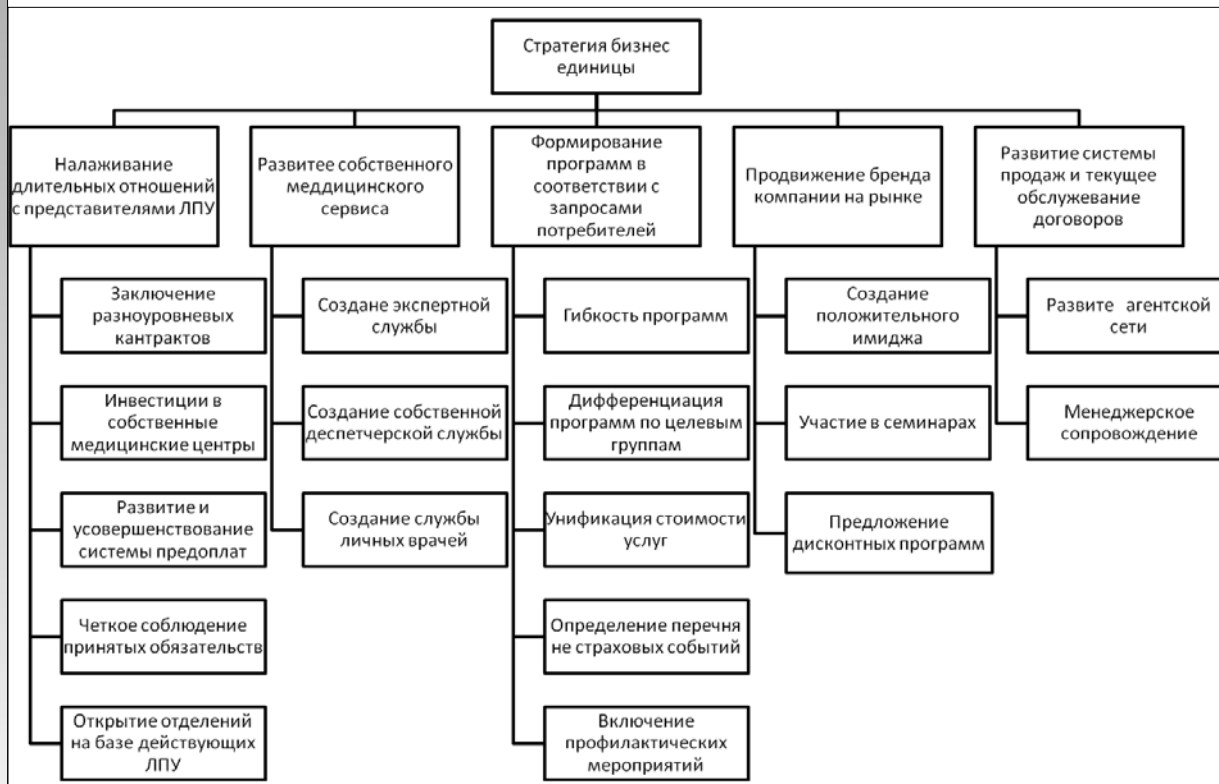 Стратегия бизнес
единицы
Налаживание
длительных отношений
с представителями ЛПУ
Развитее собственного
меддицинского
сервиса
Формирование
программ в
соответствии с
запросами
потребителей
Продвижение бренда
компании на рынке
Развитие системы
продаж и текущее
обслужевание
договоров
Заключение
разноуровневых
кантрактов
Инвестиции в
собственные
медицинские центры
Развитие и
усовершенствование
системы предоплат
Четкое соблюдение
принятых обязательств
Открытие отделений
на базе действующих
ЛПУ
Создане экспертной
службы
Создание собственной
деспетчерской службы
Создание службы
личных врачей
Гибкость программ
Дифференциация
программ по целевым
группам
Унификация стоимости
услуг
Определение перечня
не страховых событий
Включение
профилактических
мероприятий
Создание
положительного
имиджа
Участие в семинарах
Предложение
дисконтных программ
Развите агентской
сети
Менеджерское
сопровождение